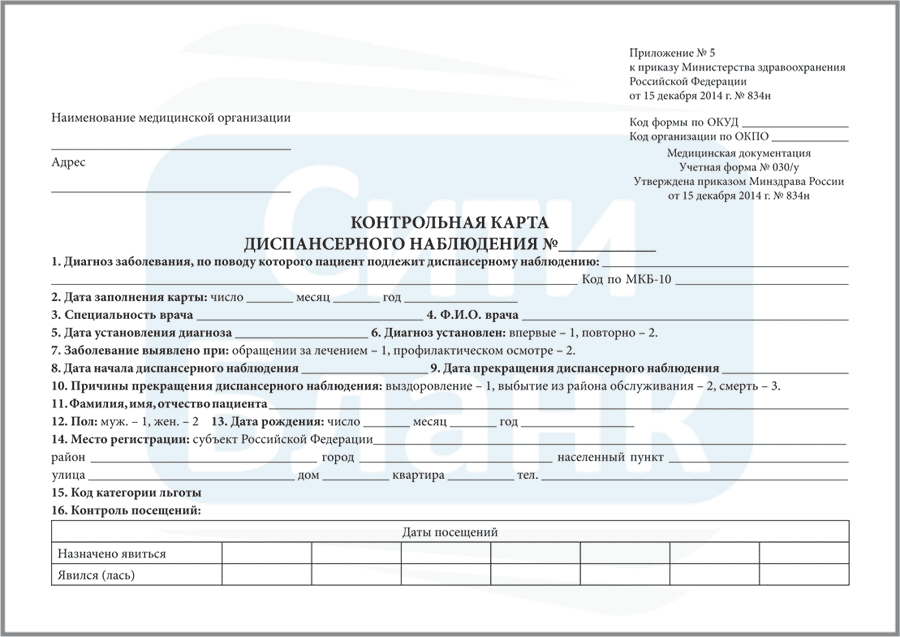 Приложение № 5
к приказу Министерства здравоохранения
Российской Федерации
от 15 декабря 2014 г. № 834н
Наименование медицинской организации
Адрес
Код формы по ОКУД
Код организации по ОКПО
Медицинская документация
Учетная форма № 030/у
Утверждена приказом Минздрава России
от 15 декабря 2014 г. № 834н
Сити
Бланк
КОНТРОЛЬНАЯ КАРТА
ДИСПАНСЕРНОГО НАБЛЮДЕНИЯ №
1. Диагноз заболевания, по поводу которого пациент подлежит диспансерному наблюдению:
Код по МКБ-10
2. Дата заполнения карты: число месяц год
3. Специальность врача 4. Ф.И.О. врача
5. Дата установления диагноза 6. Диагноз установлен: впервые – 1, повторно – 2.
7. Заболевание выявлено при: обращении за лечением – 1, профилактическом осмотре – 2.
8. Дата начала диспансерного наблюдения 9. Дата прекращения диспансерного наблюдения
10. Причины прекращения диспансерного наблюдения: выздоровление – 1, выбытие из района обслуживания – 2, смерть – 3.
11. Фамилия, имя, отчество пациента
12. Пол: муж. – 1, жен. – 2 13. Дата рождения: число месяц год
14. Место регистрации: субъект Российской Федерации
район город населенный пункт
улица дом квартира тел.
15. Код категории льготы
16. Контроль посещений:
Даты посещений
Назначено явиться
Явился (лась)